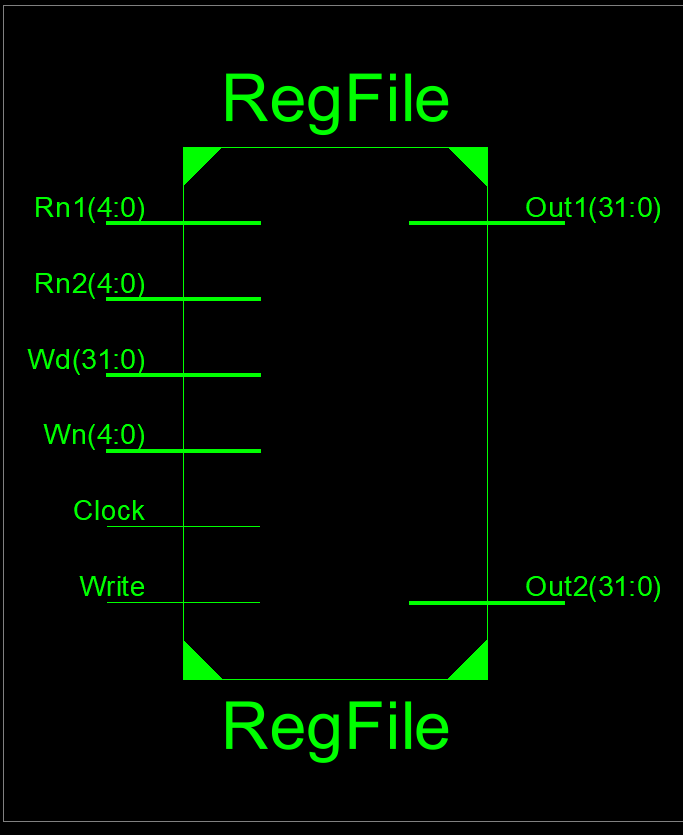 RegFile
Rn1(4:0)
Out1(31:0)
Rn2(4:0)
Wd(31:0)
Wn(4:0)
Clock
Write
Out2(31:0)
RegFile